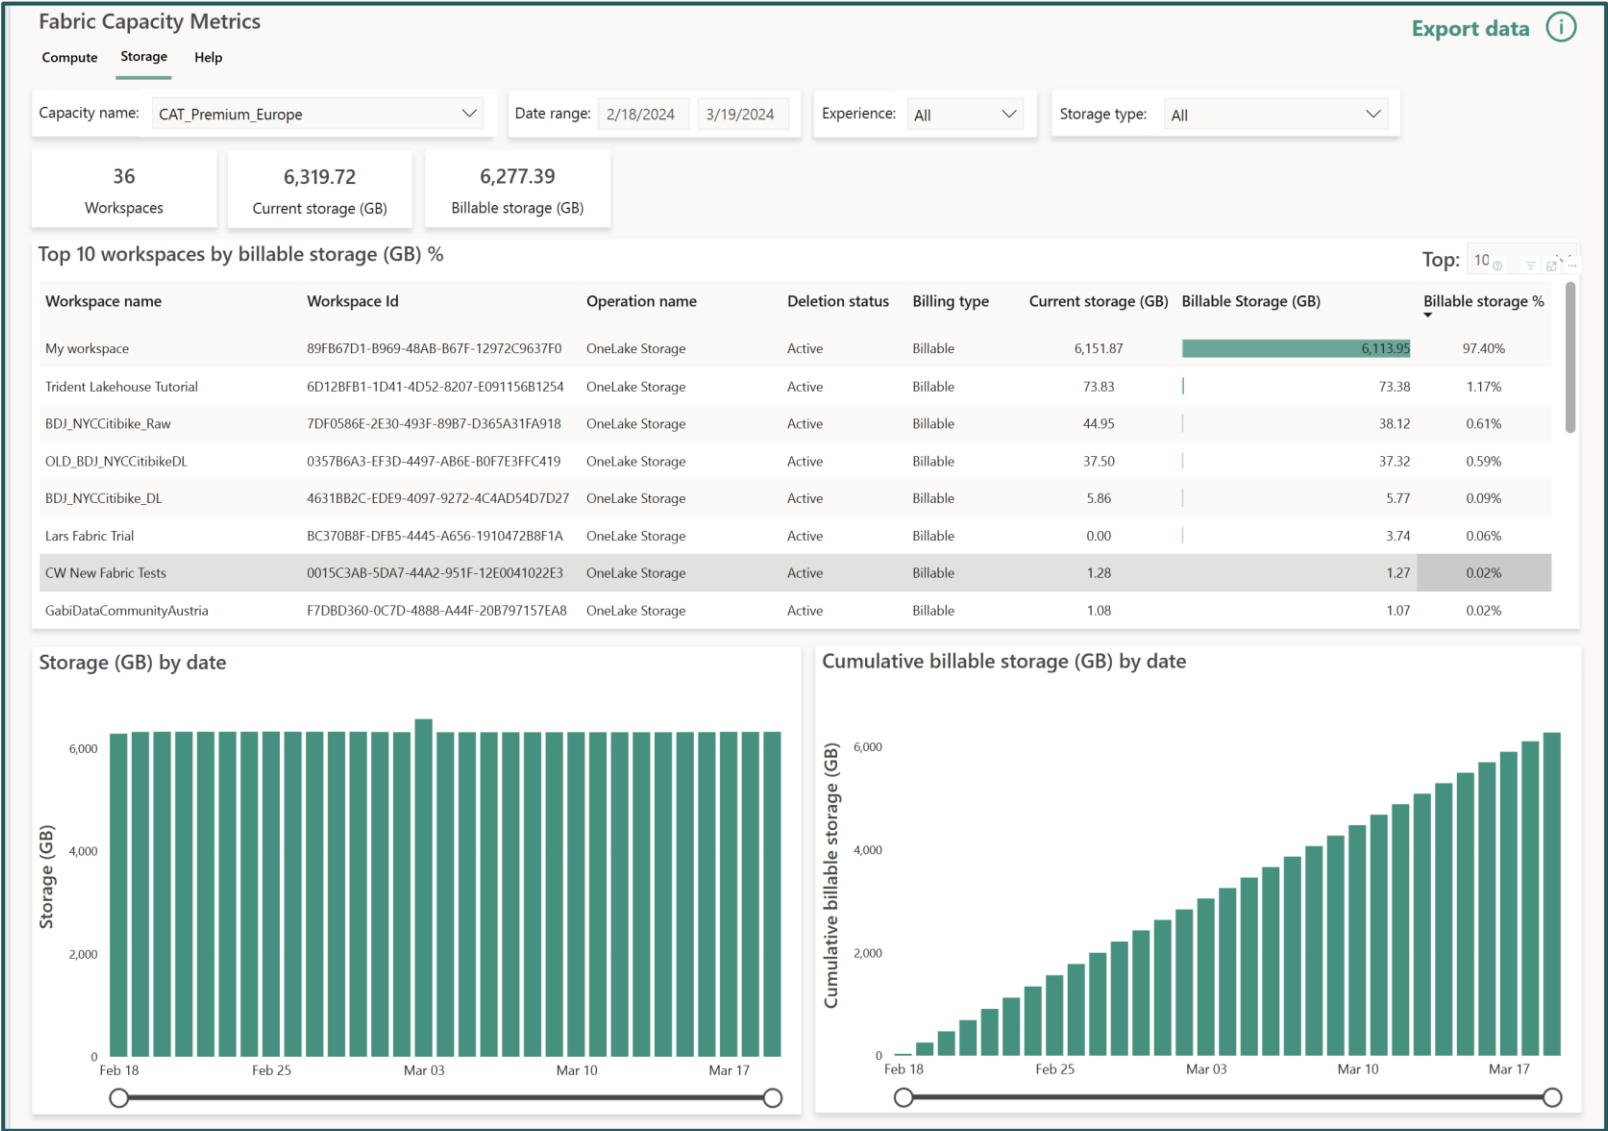 Fabric Capacity Metrics
Export data
Compute Storage Help
Capacity name: CAT_Premium_Europe Date range: 2/18/2024 3/19/2024 Experience: All Storage type: All
36 6,319.72 6,277.39
Workspaces Current storage (GB) Billable storage (GB)
Top 10 workspaces by billable storage (GB) %
Top: 10
Workspace name Workspace Id Operation name Deletion status Billing type Current storage (GB) Billable Storage (GB) Billable storage %
My workspace 89FB67D1-B969-48AB-B67F-12972C9637F0 OneLake Storage Active Billable 6,151.87 6,113.95 97.40%
Trident Lakehouse Tutorial 6D12BFB1-1D41-4D52-8207-E091156B1254 OneLake Storage Active Billable 73.83 73.38 1.17%
BDJ_NYCCitibike_Raw 7DF0586E-2E30-493F-89B7-D365A31FA918 OneLake Storage Active Billable 44.95 38.12 0.61%
OLD_BDJ_NYCCitibikeDL 0357B6A3-EF3D-4497-AB6E-B0F7E3FFC419 OneLake Storage Active Billable 37.50 37.32 0.59%
BDJ_NYCCitibike_DL 4631BB2C-EDE9-4097-9272-4C4AD54D7D27 OneLake Storage Active Billable 5.86 5.77 0.09%
Lars Fabric Trial BC370B8F-DFB5-4445-A656-1910472B8F1A OneLake Storage Active Billable 0.00 3.74 0.06%
CW New Fabric Tests 0015C3AB-5DA7-44A2-951F-12E0041022E3 OneLake Storage Active Billable 1.28 1.27 0.02%
GabiDataCommunityAustria F7DBD360-0C7D-4888-A44F-20B797157EA8 OneLake Storage Active Billable 1.08 1.07 0.02%
Storage (GB) by date
Storage (GB)
6,000
4,000
2,000
0
Feb 18 Feb 25 Mar 03 Mar 10 Mar 17
Cumulative billable storage (GB) by date
Cumulative billable storage (GB)
6,000
4,000
2,000
0
Feb 18 Feb 25 Mar 03 Mar 10 Mar 17